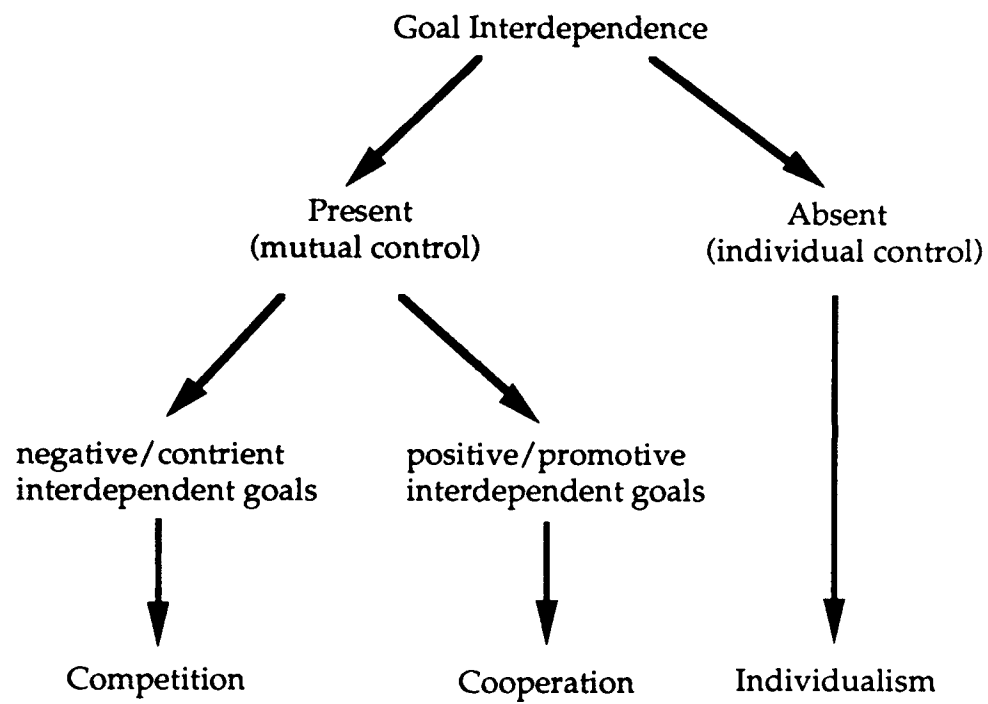 Goal Interdependence
Present
(mutual control)
Absent
(individual control)
negative/contrient
interdependent goals
positive/promotive
interdependent goals
Competition
Cooperation
Individualism